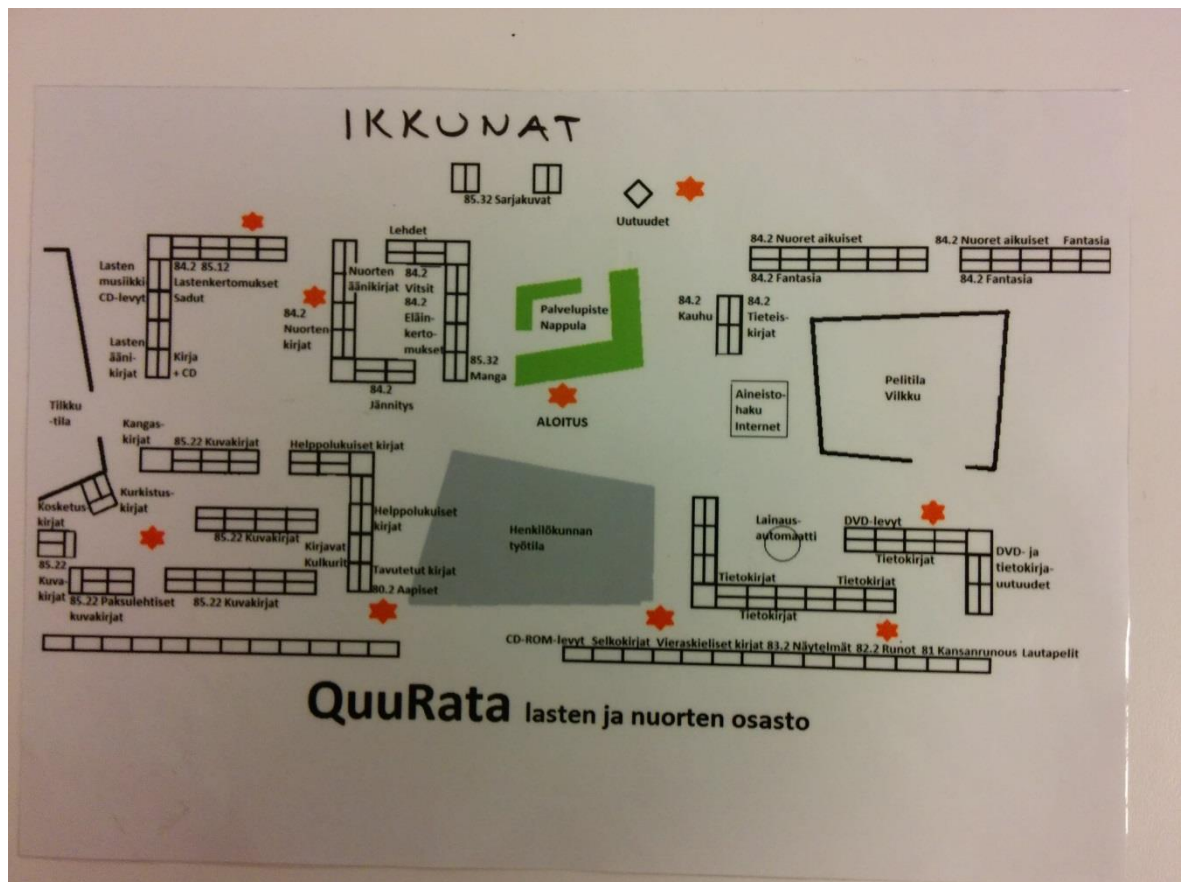 IKKUNAT
85.32 Sarjakuvat
Uutuudet
Lehdet
84.2 Nuoret aikuiset
84.2 Nuoret aikuiset Fantasia
84.2 Fantasia
84.2 Fantasia
Lasten
musiikki
CD-levyt
84.2 85.12
Lastenkertomukset
Sadut
Nuorten
äänikirjat
84.2
Vitsit
84.2
Eläin-
kerto-
mukset
84.2
Nuorten
kirjat
Palvelupiste
Nappula
84.2
Kauhu
84.2
Tieteis-
kirjat
Lasten
ääni-
kirjat
Kirja
+ CD
85.32
Manga
84.2
Jännitys
Pelitila
Vilkku
Aineisto-
haku
Internet
ALOITUS
Tilkku
-tila
Kangas-
kirjat
85.22 Kuvakirjat
Helppolukuiset kirjat
Kurkistus-
kirjat
Kosketus
kirjat
85.22 Kuvakirjat
Helppolukuiset
kirjat
Kirjavat
Kulkurit
Tavutetut kirjat
80.2 Aapiset
Henkilökunnan
työtila
Lainaus-
automaatti
DVD-levyt
Tietokirjat
DVD- ja
tietokirja-
uutuudet
85.22
Kuva-
kirjat
85.22 Paksulehtiset
kuvakirjat
85.22 Kuvakirjat
Tietokirjat
Tietokirjat
Tietokirjat
CD-ROM-levyt Selkokirjat Vieraskieliset kirjat 83.2 Näytelmät 82.2 Runot 81 Kansanrunous Lautapelit
QuuRata lasten ja nuorten osasto